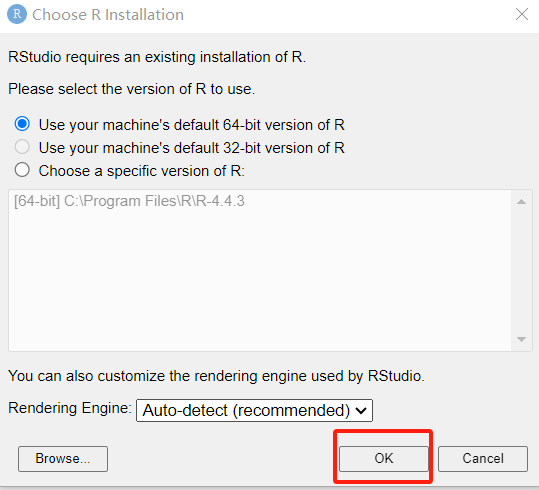 R Choose R Installation
RStudio requires an existing installation of R.
Please select the version of R to use.
Use your machine's default 64-bit version of R
Use your machine's default 32-bit version of R
Choose a specific version of R:
[64-bit] C:\Program Files\R\R-4.4.3
You can also customize the rendering engine used by RStudio.
Rendering Engine: Auto-detect (recommended)
Browse... OK Cancel